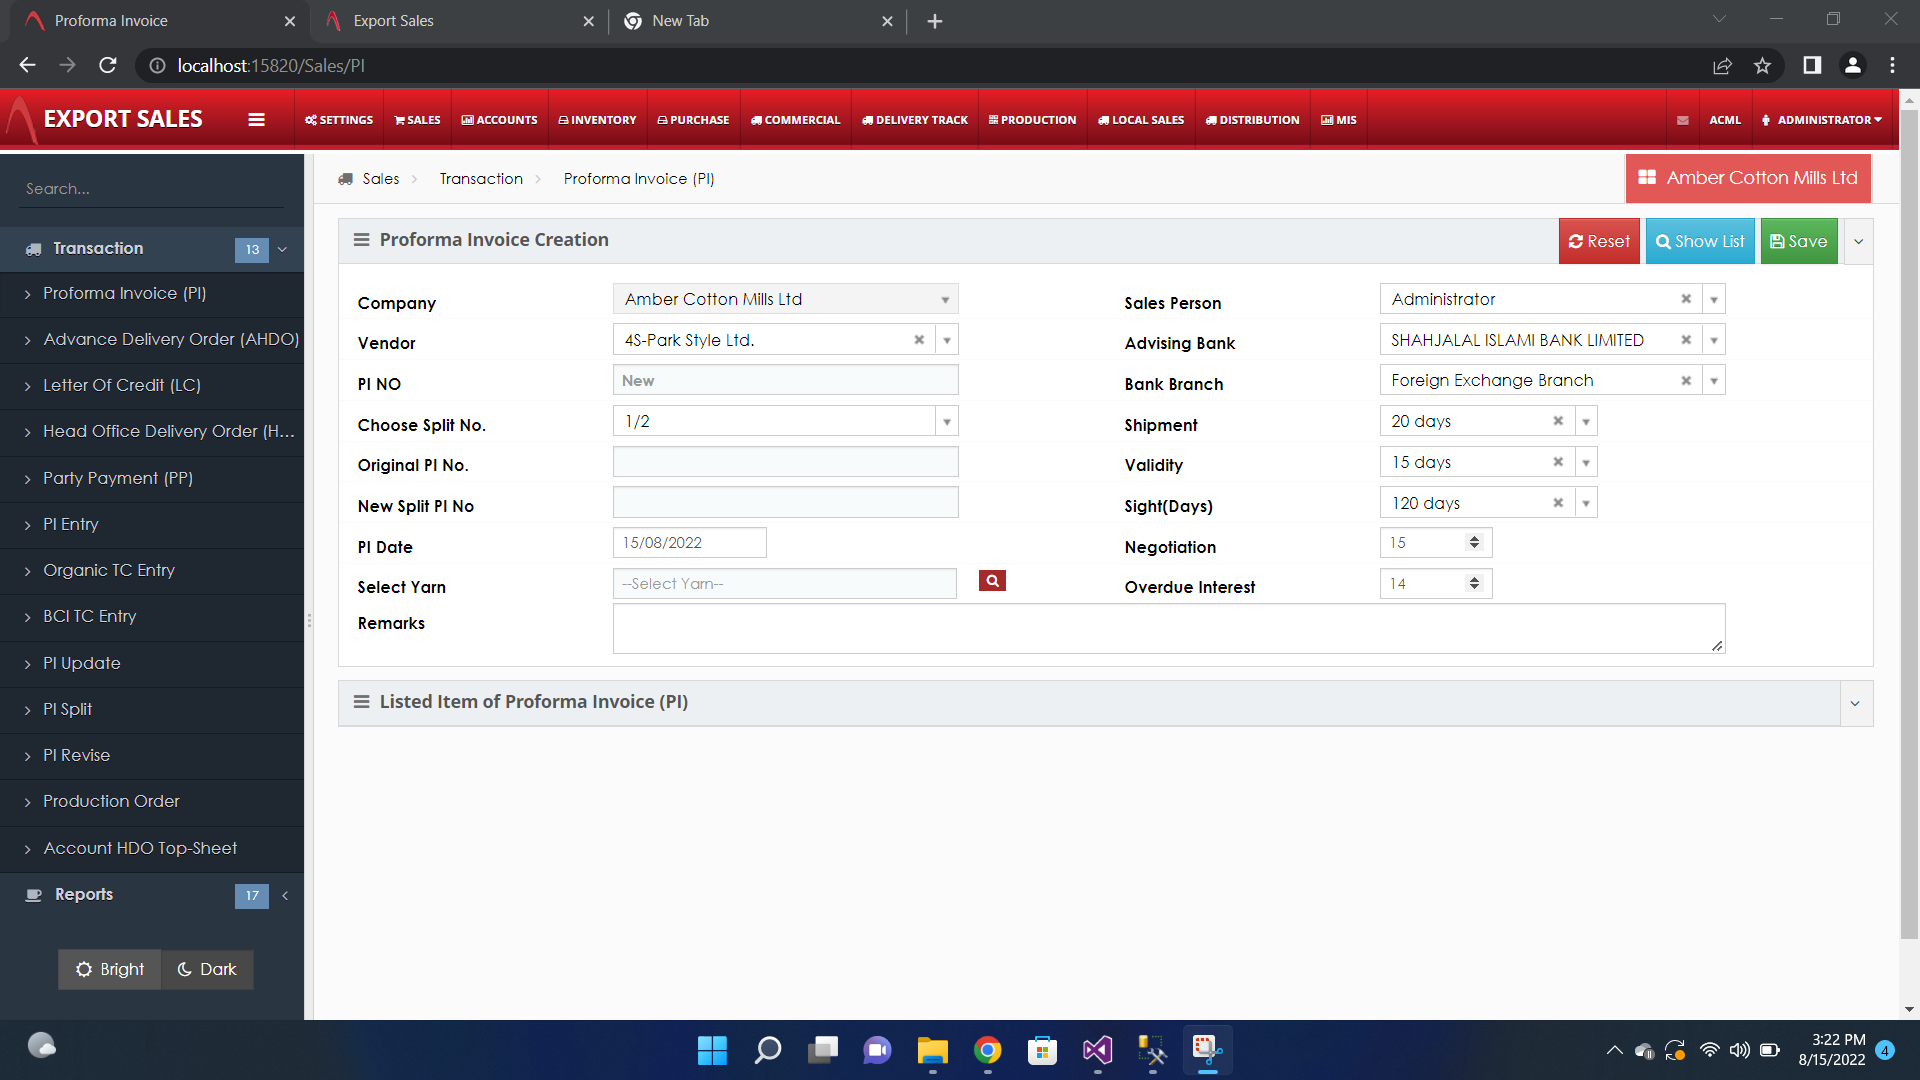 Proforma Invoice
Export Sales
New Tab
localhost:15820/Sales/PI
EXPORT SALES
SETTINGS
SALES
ACCOUNTS
INVENTORY
PURCHASE
COMMERCIAL
DELIVERY TRACK
PRODUCTION
LOCAL SALES
DISTRIBUTION
MIS
ACML
ADMINISTRATOR
Search...
Transaction 13
Proforma Invoice (PI)
Advance Delivery Order (AHDO)
Letter Of Credit (LC)
Head Office Delivery Order (H...
Party Payment (PP)
PI Entry
Organic TC Entry
BCI TC Entry
PI Update
PI Split
PI Revise
Production Order
Account HDO Top-Sheet
Reports 17
Bright
Dark
Sales
Transaction
Proforma Invoice (PI)
Amber Cotton Mills Ltd
Proforma Invoice Creation
Reset
Show List
Save
Company Amber Cotton Mills Ltd
Vendor 4S-Park Style Ltd.
PI NO New
Choose Split No. 1/2
Original PI No.
New Split PI No
PI Date 15/08/2022
Select Yarn --Select Yarn--
Remarks
Sales Person Administrator
Advising Bank SHAHJALAL ISLAMI BANK LIMITED
Bank Branch Foreign Exchange Branch
Shipment 20 days
Validity 15 days
Sight(Days) 120 days
Negotiation 15
Overdue Interest 14
Listed Item of Proforma Invoice (PI)
3:22 PM
8/15/2022
4